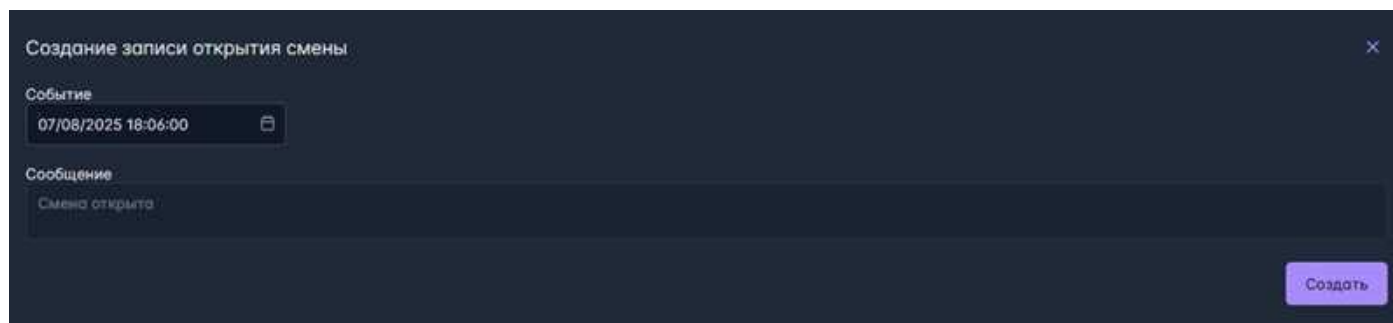 Создание записи открытия смены
Событие
07/08/2025 18:06:00
Сообщение
Смена открыта
Создать